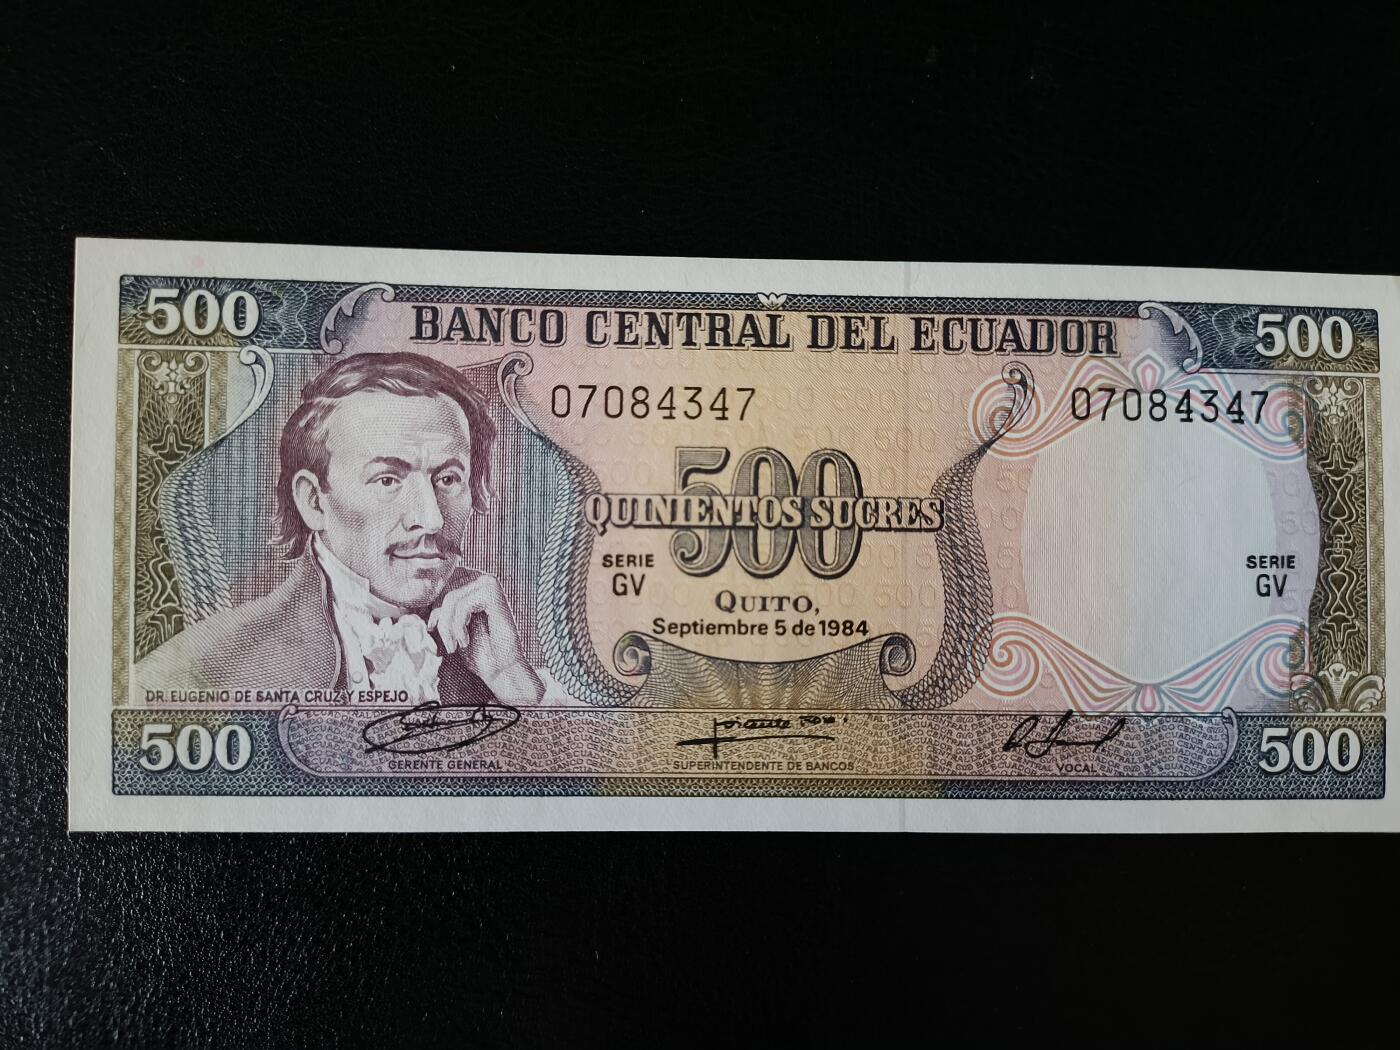 500 BANCO CENTRAL DEL ECUADOR 500
07084347 07084347
500
QUINIENTOS SUCRES
SERIE SERIE
GV GV
QUITO,
Septiembre 5 de 1984
DR. EUGENIO DE SANTA CRUZ Y ESPEJO
500 500
GERENTE GENERAL SUPERINTENDENTE DE BANCOS VOCAL